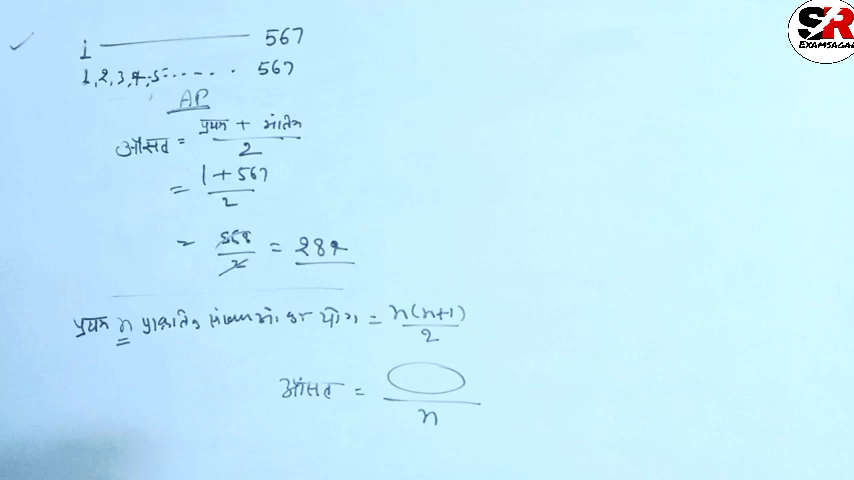 SR
EXAMSAGAR
1 ——— 567
1, 2, 3, 4, 5 ...... 567
AP
औसत = प्रथम + अंतिम
2
= 1 + 567
2
= 568 = 284
2
प्रथम n प्राकृतिक संख्याओं का योग = n(n+1)
2
औसत =
n